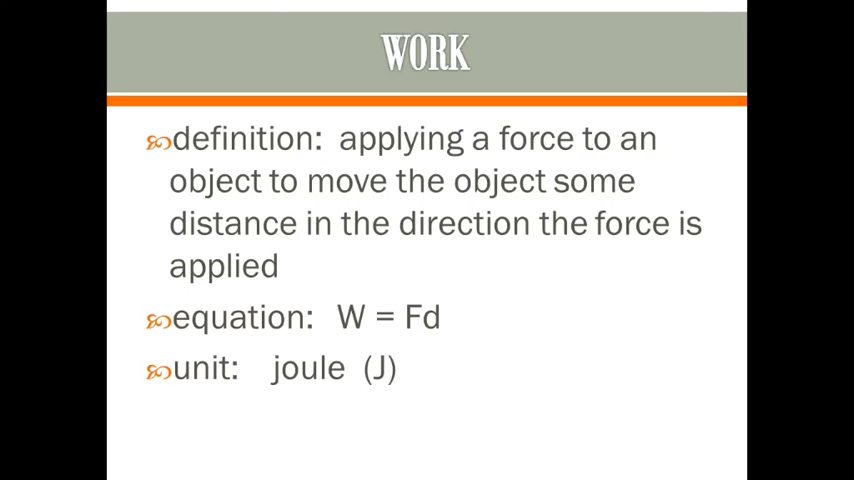 WORK
definition: applying a force to an
object to move the object some
distance in the direction the force is
applied
equation: W = Fd
unit: joule (J)